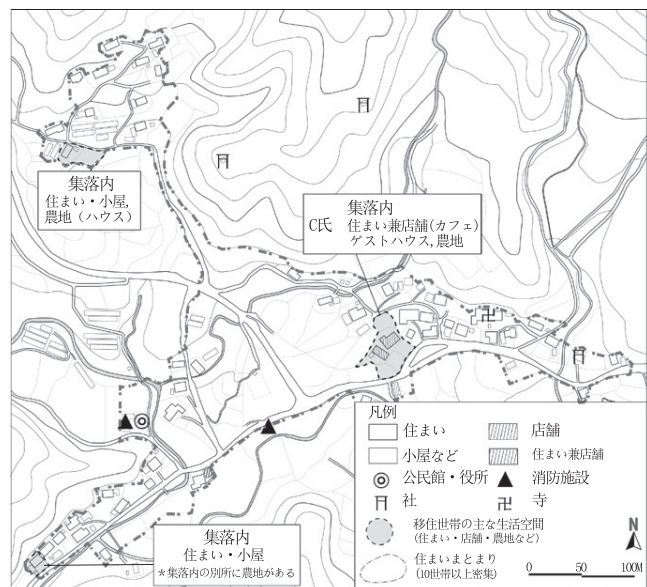 集落内
住まい・小屋,
農地（ハウス）
集落内
C氏 住まい兼店舗(カフェ)
ゲストハウス,農地
集落内
住まい・小屋
＊集落内の別所に農地がある
凡例
住まい
店舗
小屋など
住まい兼店舗
公民館・役所
消防施設
社
寺
移住世帯の主な生活空間
(住まい・店舗・農地など)
住まいまとまり
(10世帯以上密集)
N
0 50 100M